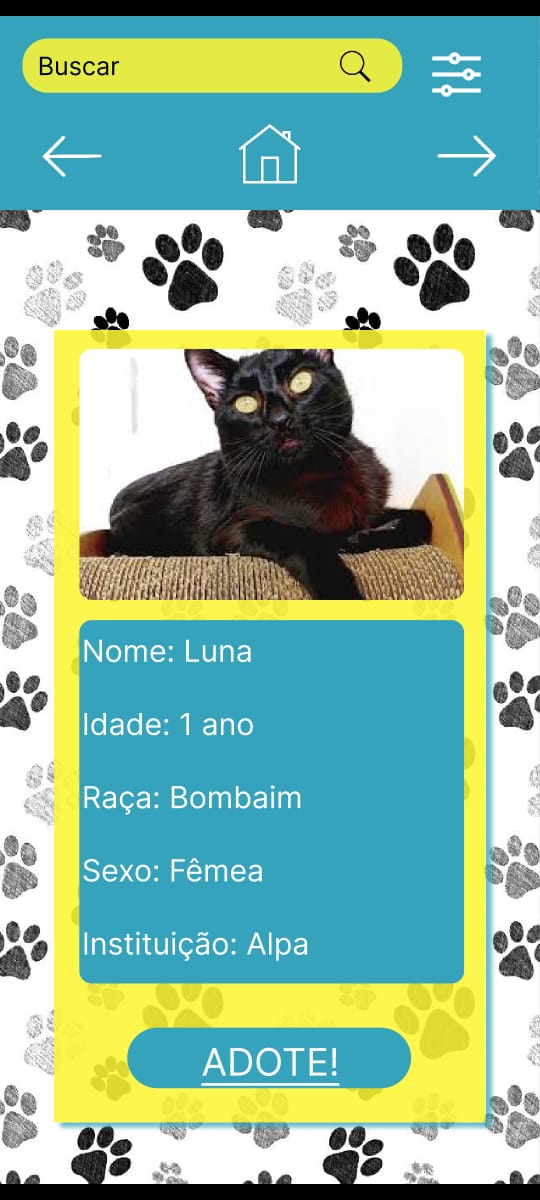 Buscar
Nome: Luna
Idade: 1 ano
Raça: Bombaim
Sexo: Fêmea
Instituição: Alpa
ADOTE!